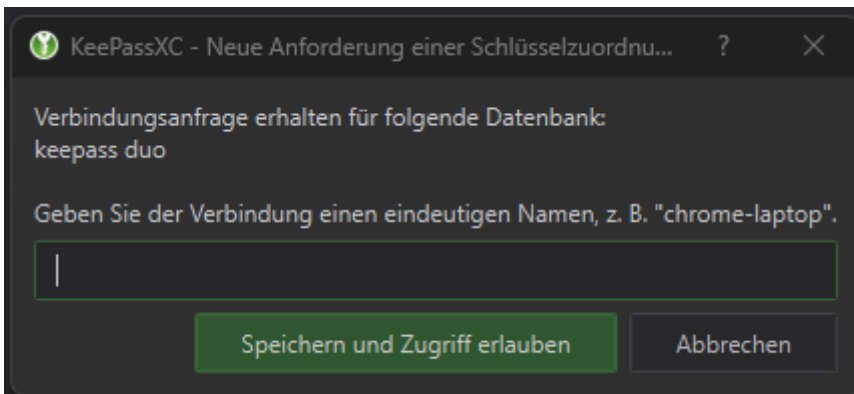 KeePassXC - Neue Anforderung einer Schlüsselzuordnu... ? ×
Verbindungsanfrage erhalten für folgende Datenbank:
keepass duo
Geben Sie der Verbindung einen eindeutigen Namen, z. B. "chrome-laptop".
Speichern und Zugriff erlauben Abbrechen